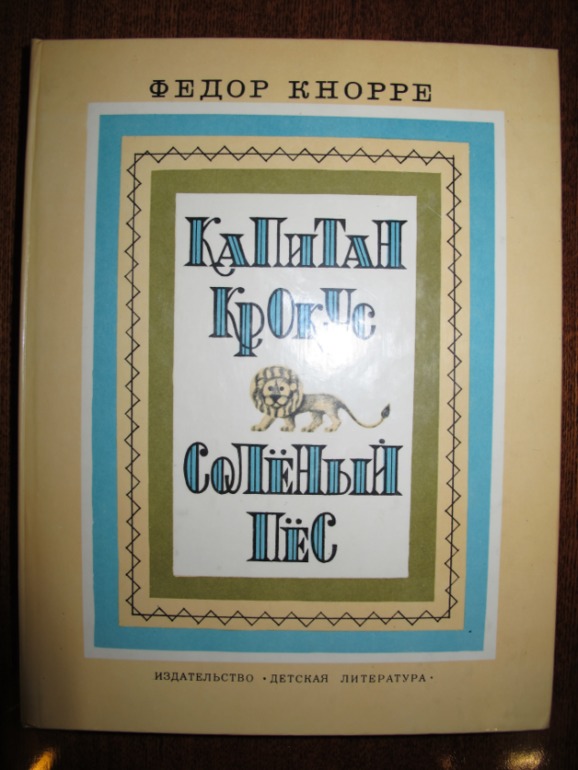 ФЕДОР КНОРРЕ
КАПИТАН
КРОКУС
СОЛЁНЫЙ
ПЁС
ИЗДАТЕЛЬСТВО · ДЕТСКАЯ ЛИТЕРАТУРА ·